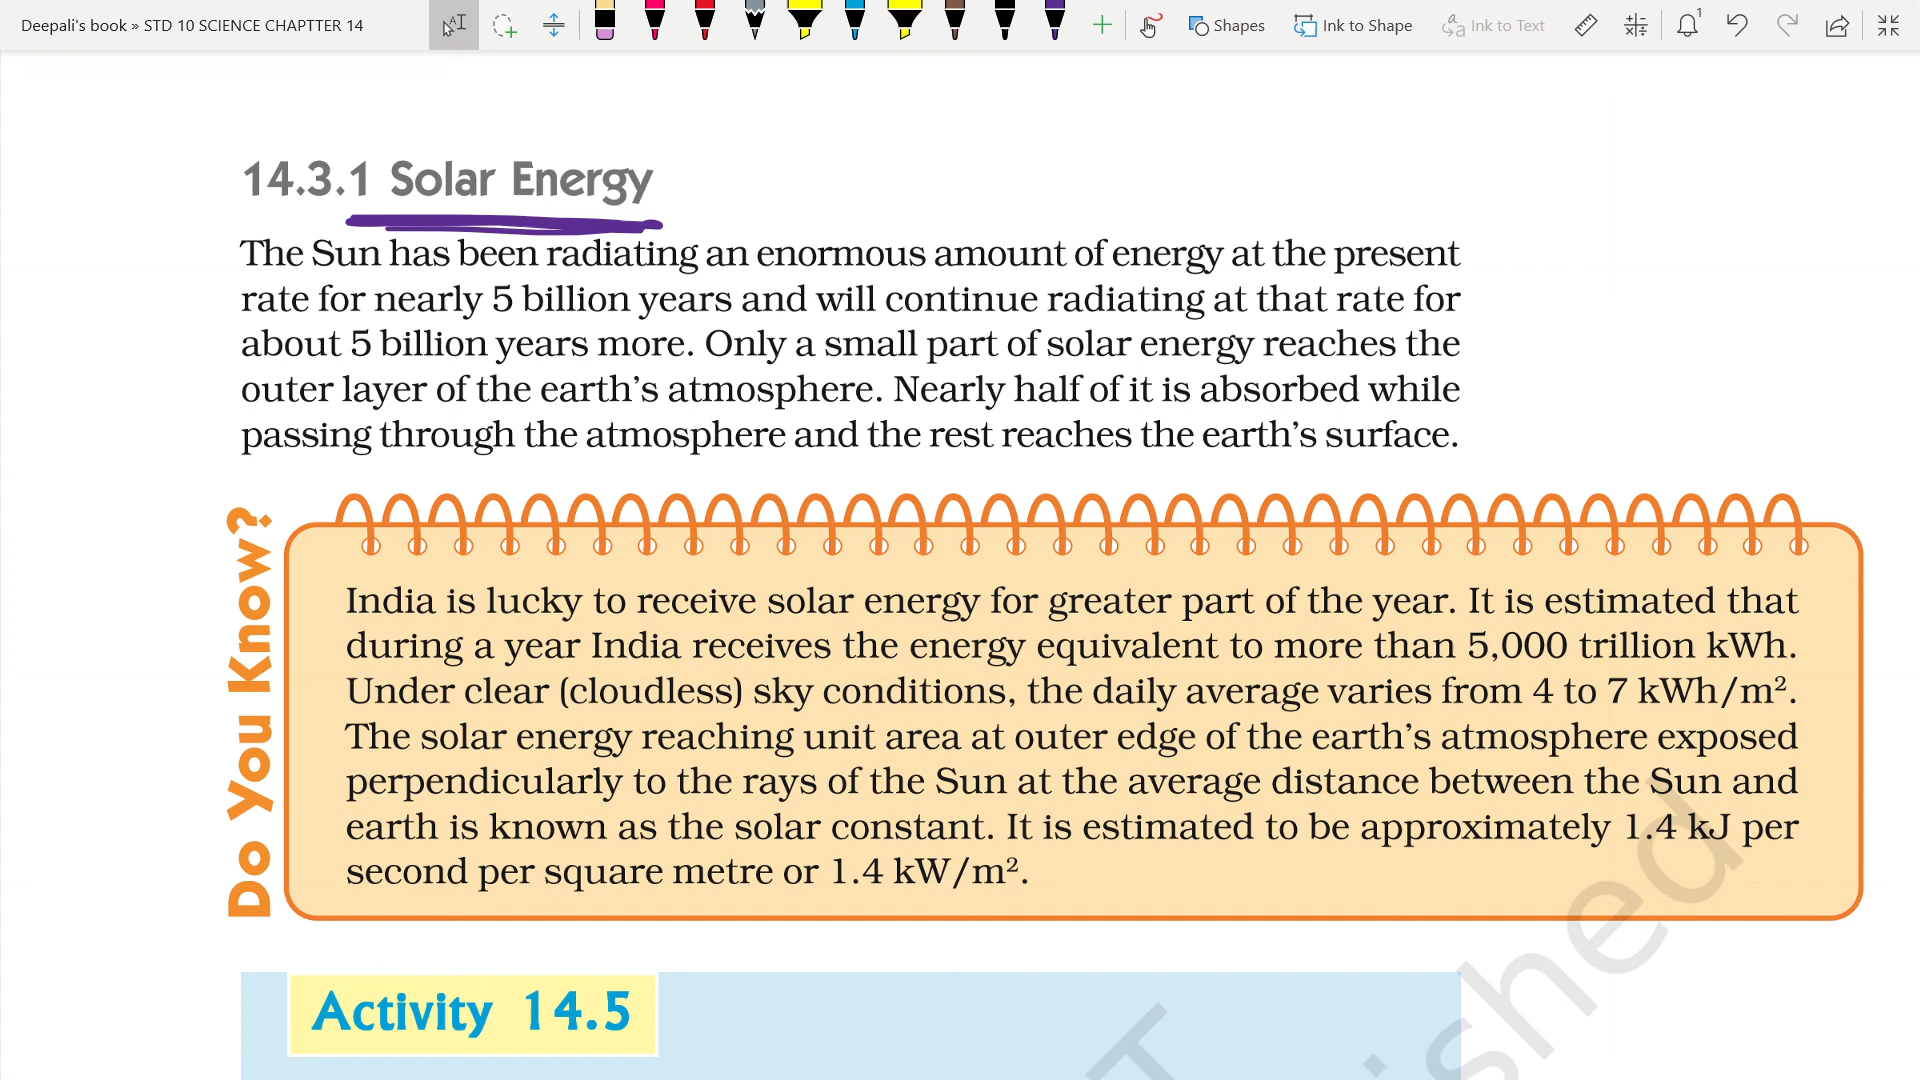 Deepali's book » STD 10 SCIENCE CHAPTTER 14
Shapes
Ink to Shape
Ink to Text
1
14.3.1 Solar Energy
The Sun has been radiating an enormous amount of energy at the present
rate for nearly 5 billion years and will continue radiating at that rate for
about 5 billion years more. Only a small part of solar energy reaches the
outer layer of the earth's atmosphere. Nearly half of it is absorbed while
passing through the atmosphere and the rest reaches the earth's surface.
Do You Know?
India is lucky to receive solar energy for greater part of the year. It is estimated that
during a year India receives the energy equivalent to more than 5,000 trillion kWh.
Under clear (cloudless) sky conditions, the daily average varies from 4 to 7 kWh/m².
The solar energy reaching unit area at outer edge of the earth's atmosphere exposed
perpendicularly to the rays of the Sun at the average distance between the Sun and
earth is known as the solar constant. It is estimated to be approximately 1.4 kJ per
second per square metre or 1.4 kW/m².
Activity 14.5